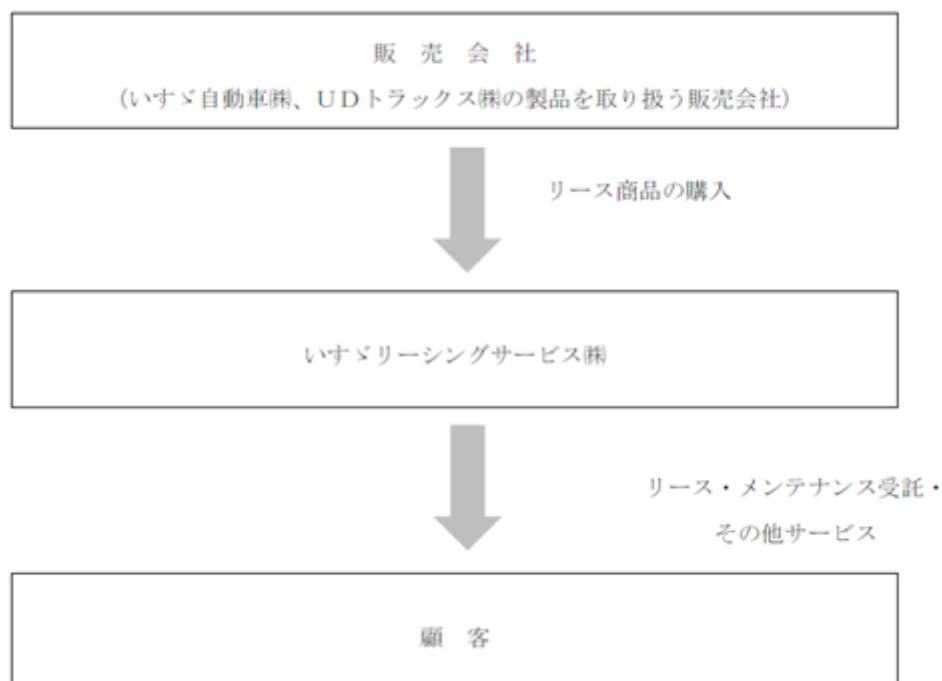 販 売 会 社
(いすゞ自動車㈱、ＵＤトラックス㈱の製品を取り扱う販売会社)
リース商品の購入
いすゞリーシングサービス㈱
リース・メンテナンス受託・
その他サービス
顧 客